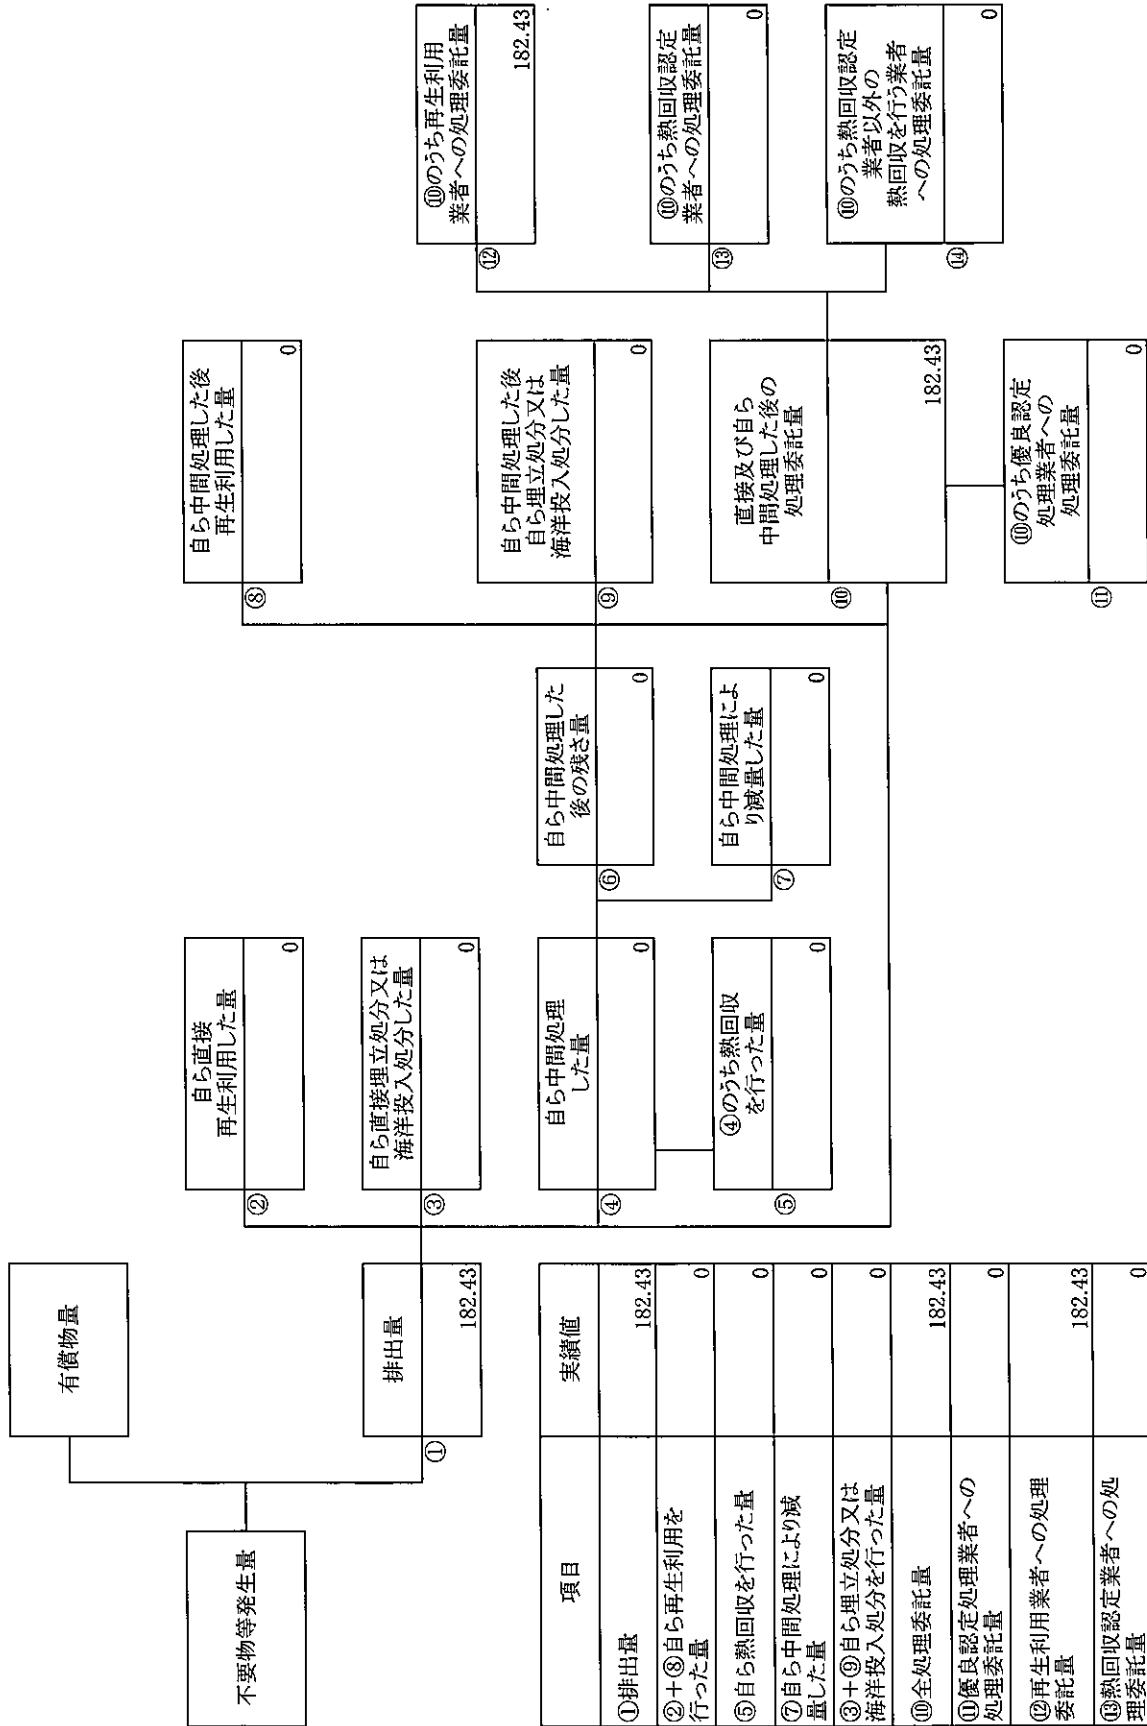 不要物等発生量
有償物量
排出量
①
182.43
自ら直接
再生利用した量
②
0
自ら直接埋立処分又は
海洋投入処分した量
③
0
自ら中間処理
した量
④
0
④のうち熱回収
を行った量
⑤
0
自ら中間処理した
後の残さ量
⑥
0
自ら中間処理によ
り減量した量
⑦
0
自ら中間処理した後
再生利用した量
⑧
0
自ら中間処理した後
自ら埋立処分又は
海洋投入処分した量
⑨
0
直接及び自ら
中間処理した後の
処理委託量
⑩
182.43
⑩のうち優良認定
処理業者への
処理委託量
⑪
0
⑩のうち再生利用
業者への処理委託量
⑫
182.43
⑩のうち熱回収認定
業者への処理委託量
⑬
0
⑩のうち熱回収認定
業者以外の
熱回収を行う業者
への処理委託量
⑭
0
項目 実績値
①排出量 182.43
②+⑧自ら再生利用を
行った量 0
⑤自ら熱回収を行った量 0
⑦自ら中間処理により減
量した量 0
③+⑨自ら埋立処分又は
海洋投入処分を行った量 0
⑩全処理委託量 182.43
⑪優良認定処理業者への
処理委託量 0
⑫再生利用業者への処理
委託量 182.43
⑬熱回収認定業者への処
理委託量 0